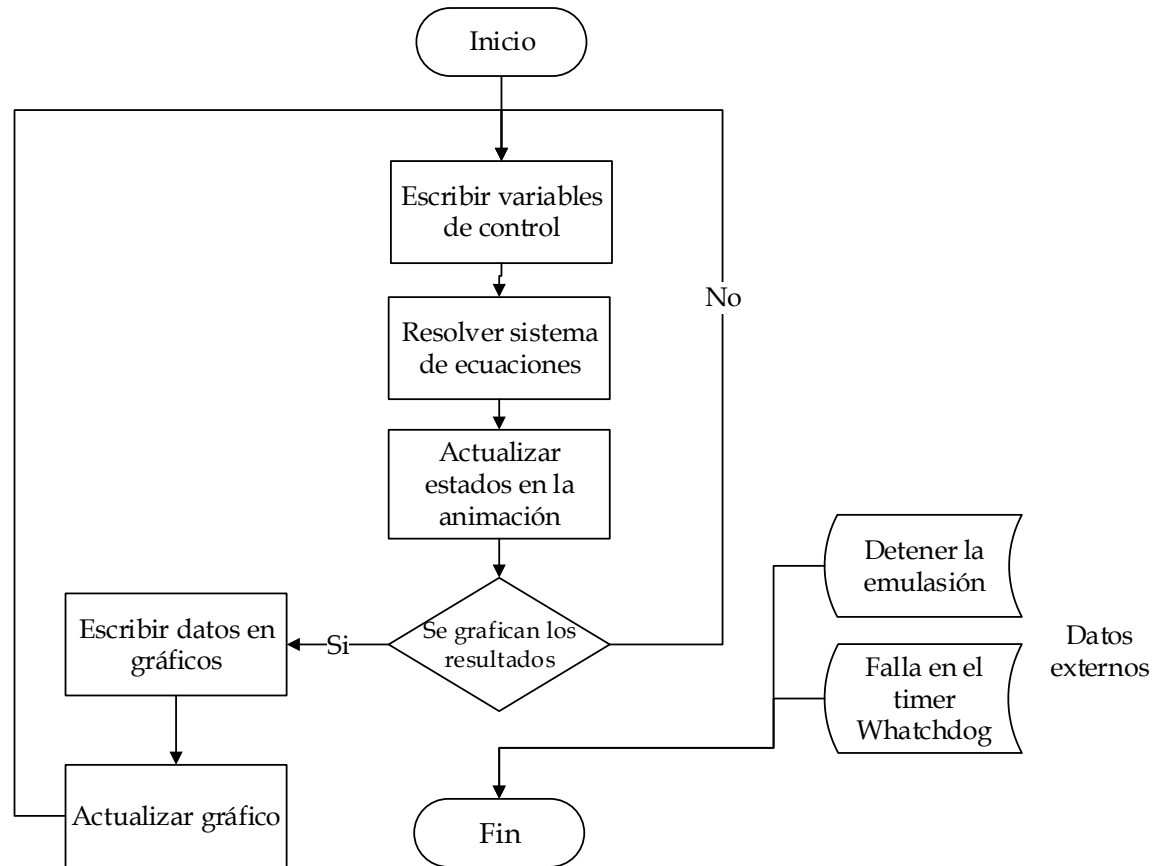 Inicio
Escribir variables
de control
No
Resolver sistema
de ecuaciones
Actualizar
estados en la
animación
Se grafican los
resultados
Si
Escribir datos en
gráficos
Actualizar gráfico
Detener la
emulasión
Falla en el
timer
Whatchdog
Datos
externos
Fin